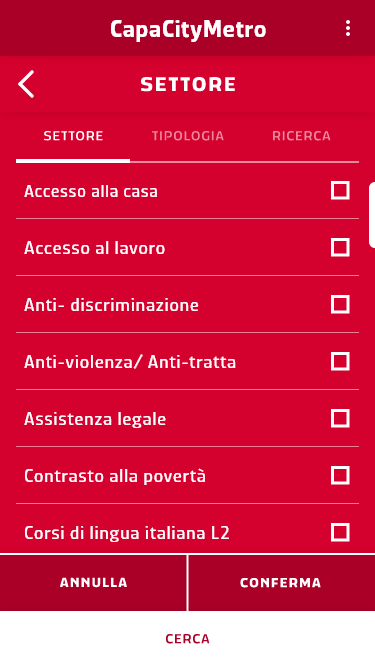 CapaCityMetro
SETTORE
SETTORE TIPOLOGIA RICERCA
Accesso alla casa
Accesso al lavoro
Anti- discriminazione
Anti-violenza/ Anti-tratta
Assistenza legale
Contrasto alla povertà
Corsi di lingua italiana L2
ANNULLA CONFERMA
CERCA